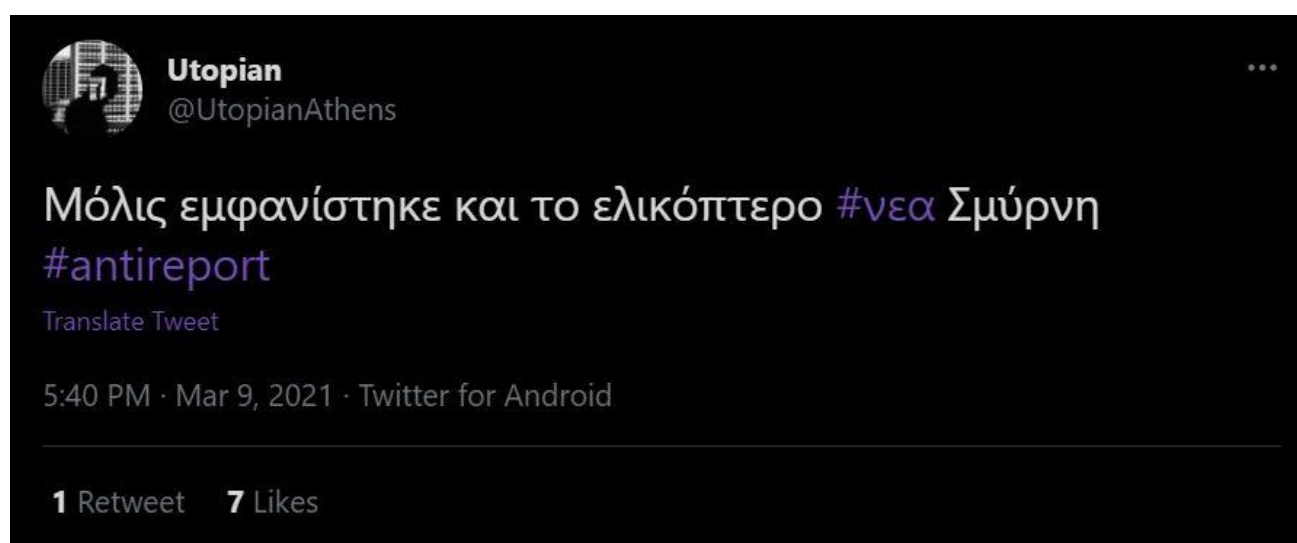 Utopian
@UtopianAthens
Μόλις εμφανίστηκε και το ελικόπτερο #νεα Σμύρνη
#antireport
Translate Tweet
5:40 PM · Mar 9, 2021 · Twitter for Android
1 Retweet 7 Likes